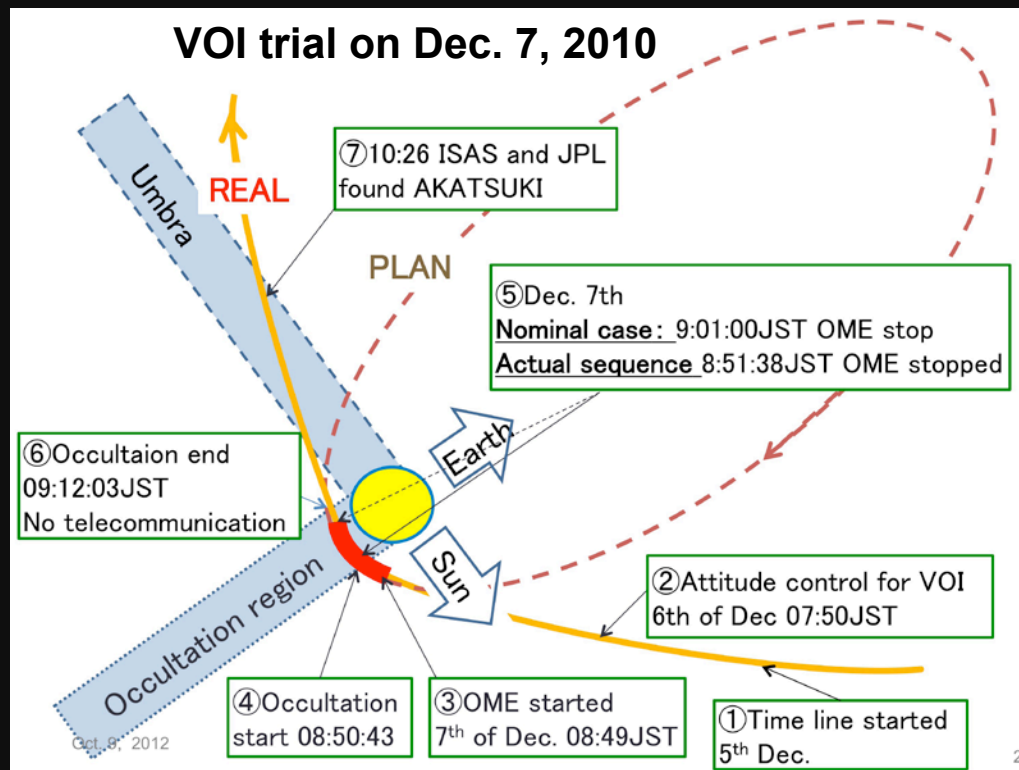 VOI trial on Dec. 7, 2010
⑦10:26 ISAS and JPL
found AKATSUKI
Umbra
REAL
PLAN
⑤Dec. 7th
Nominal case: 9:01:00JST OME stop
Actual sequence 8:51:38JST OME stopped
Earth
⑥Occultaion end
09:12:03JST
No telecommunication
Sun
②Attitude control for VOI
6th of Dec 07:50JST
Occultation region
④Occultation
start 08:50:43
③OME started
7th of Dec. 08:49JST
①Time line started
5th Dec.
Oct. 9, 2012
2